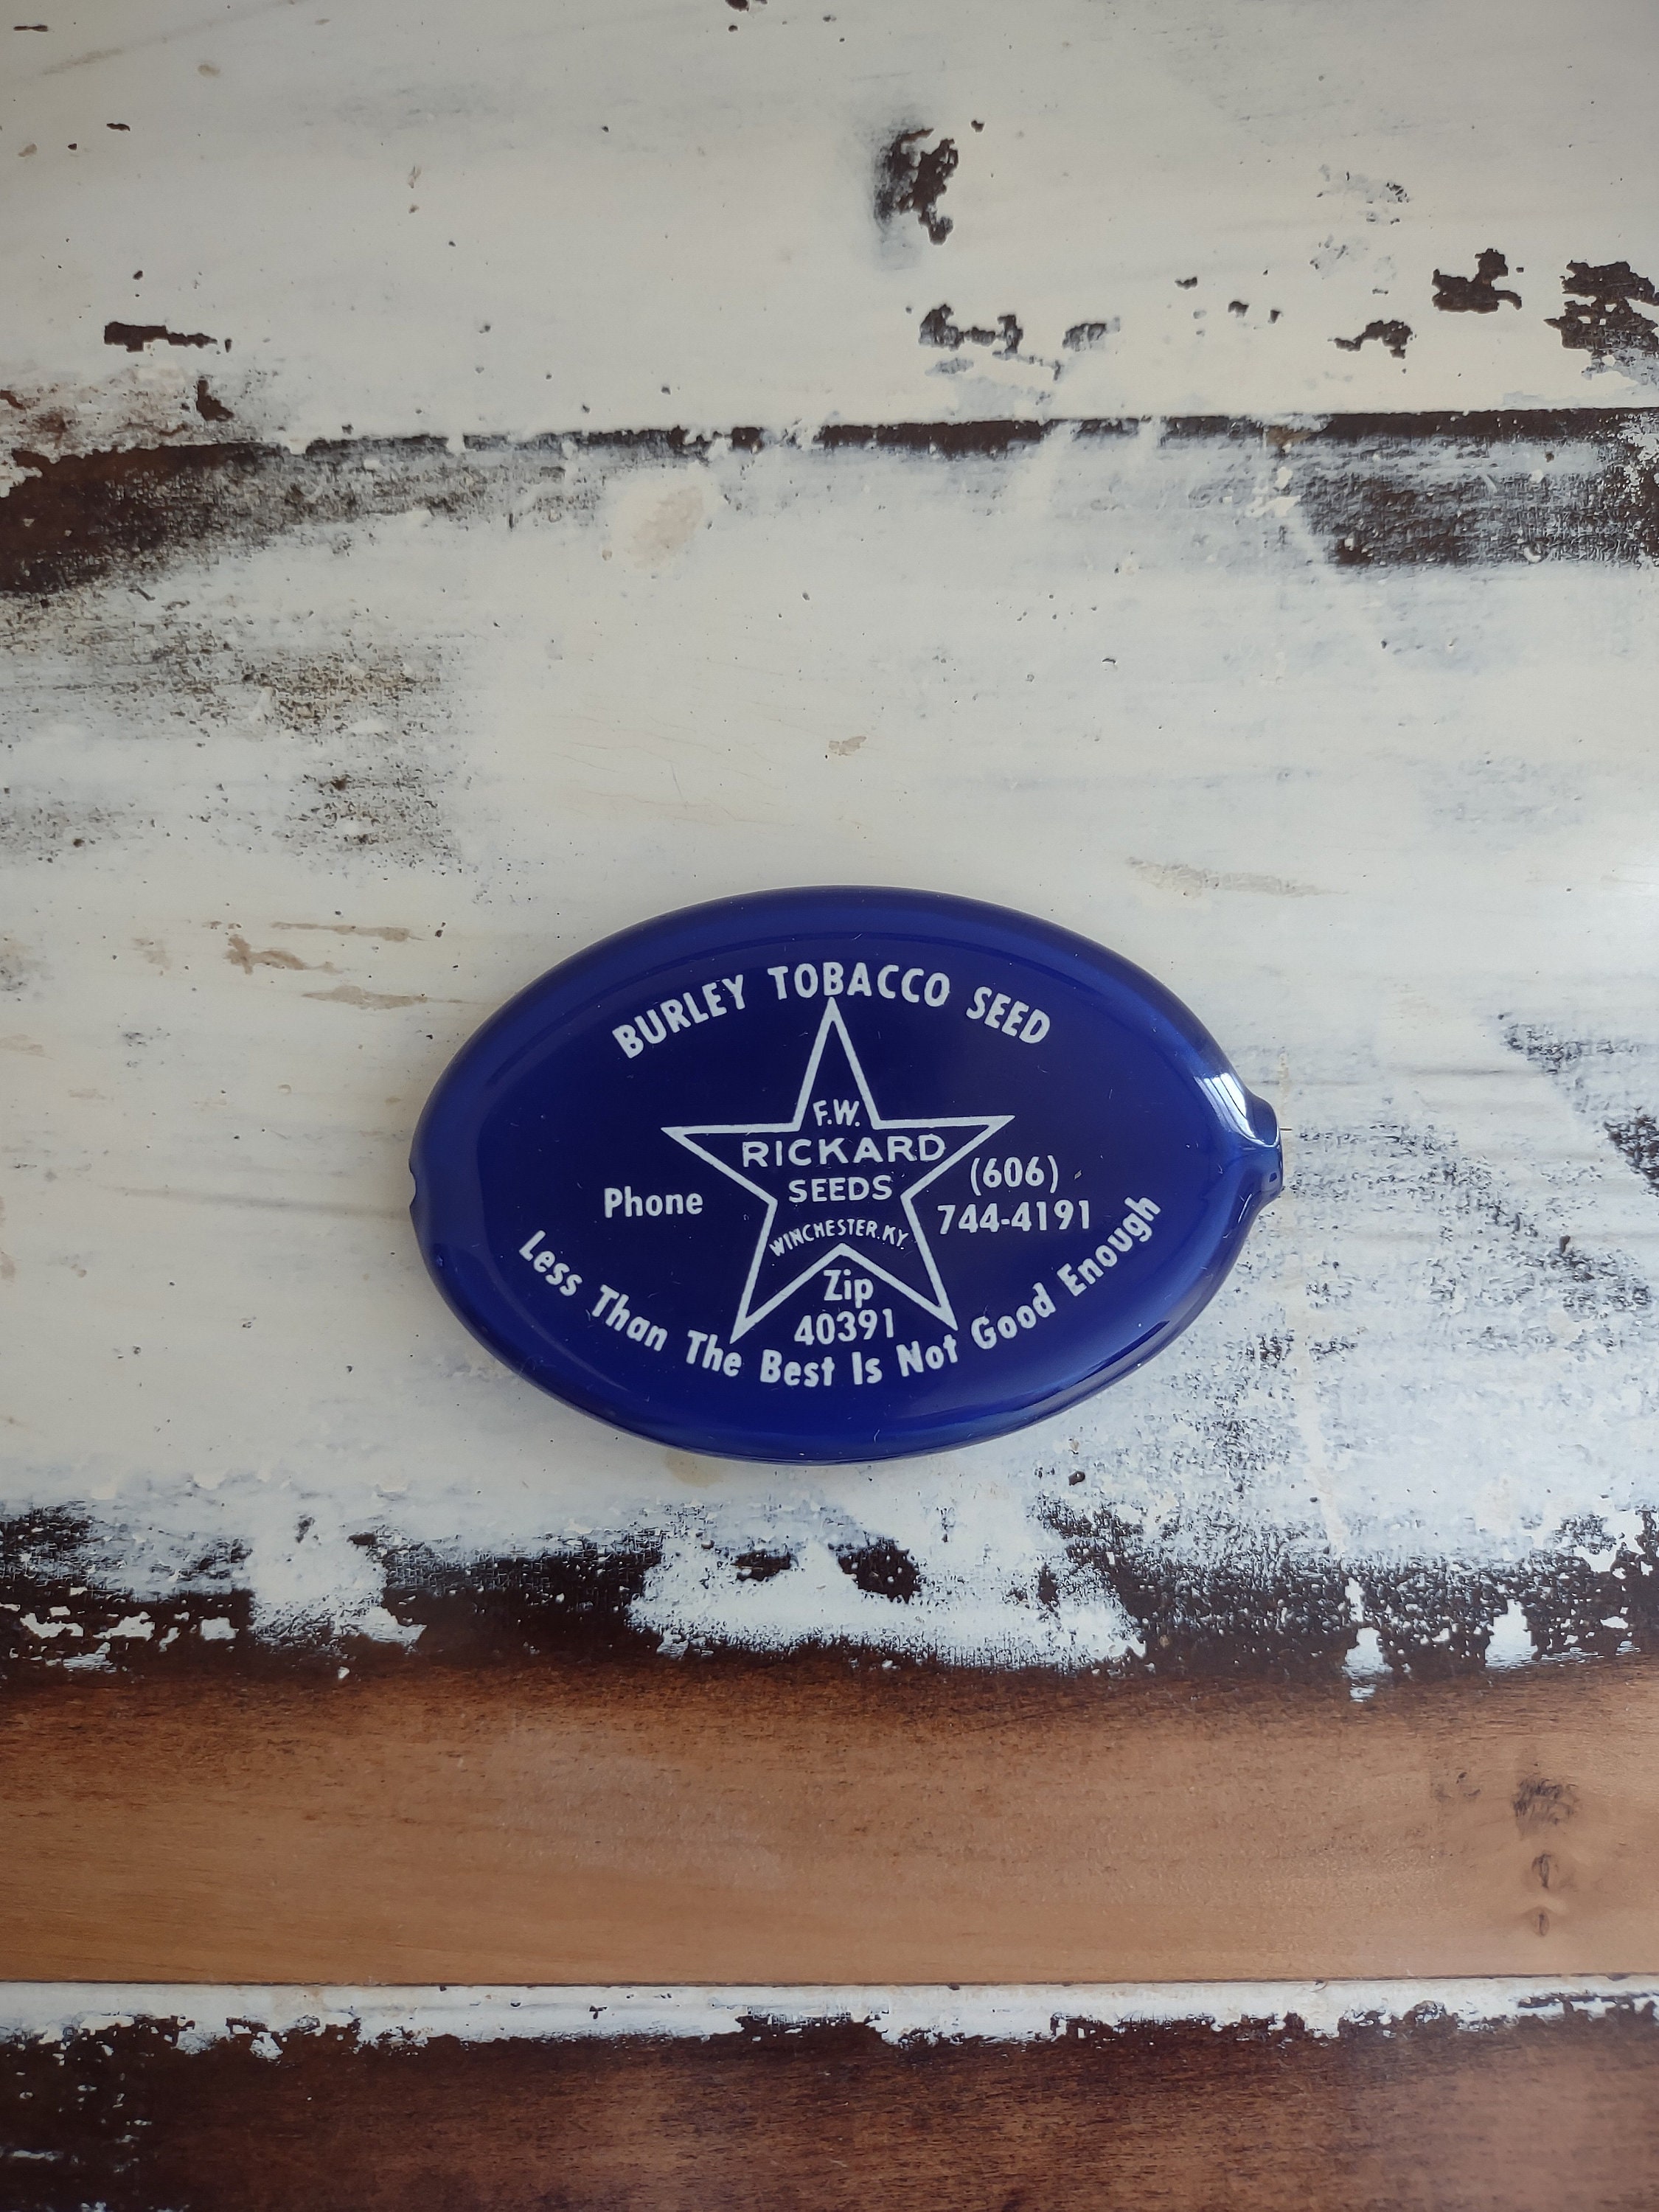 BURLEY TOBACCO SEED
F.W.
RICKARD
SEEDS
WINCHESTER, KY.
Phone
(606)
744-4191
Zip
40391
Less Than The Best Is Not Good Enough